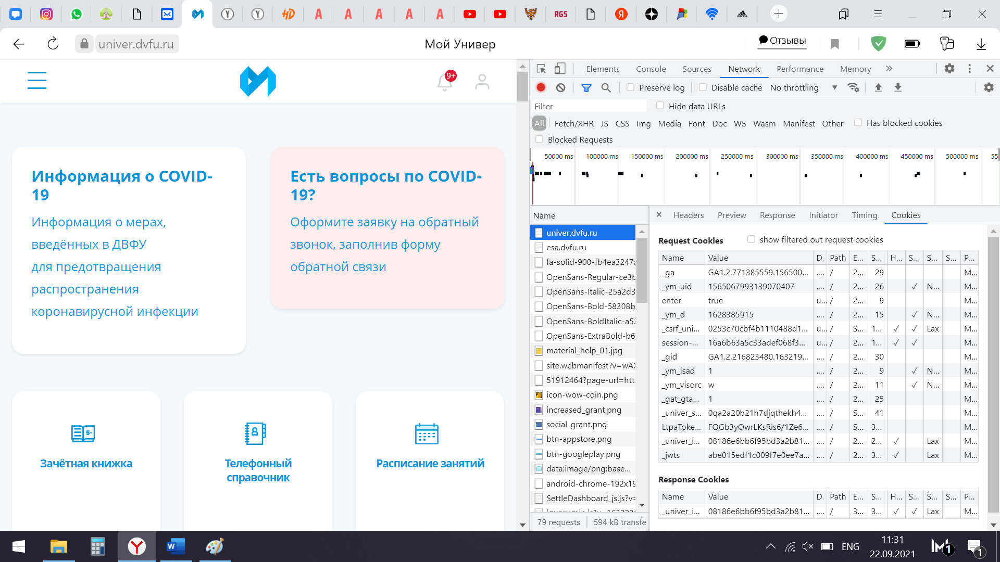 RGS
univer.dvfu.ru
Мой Универ
Отзывы
9+
Информация о COVID-
19
Информация о мерах,
введённых в ДВФУ
для предотвращения
распространения
коронавирусной инфекции
Есть вопросы по COVID-
19?
Оформите заявку на обратный
звонок, заполнив форму
обратной связи
Зачётная книжка
Телефонный
справочник
Расписание занятий
Elements Console Sources Network Performance Memory
Preserve log Disable cache No throttling
Filter Hide data URLs
All Fetch/XHR JS CSS Img Media Font Doc WS Wasm Manifest Other Has blocked cookies
Blocked Requests
50000 ms 100000 ms 150000 ms 200000 ms 250000 ms 300000 ms 350000 ms 400000 ms 450000 ms 500000 ms 55
Name
univer.dvfu.ru
esa.dvfu.ru
fa-solid-900-fb4ea3247a
OpenSans-Regular-ce3b
OpenSans-Italic-25a2d3
OpenSans-Bold-58308b
OpenSans-BoldItalic-a53
OpenSans-ExtraBold-b6
material_help_01.jpg
site.webmanifest?v=wAX
51912464?page-url=htt
icon-wow-coin.png
increased_grant.png
social_grant.png
btn-appstore.png
btn-googleplay.png
data:image/png;base...
android-chrome-192x19
SettleDashboard_js.js?v=
79 requests 594 kB transfe
Headers Preview Response Initiator Timing Cookies
Request Cookies show filtered out request cookies
Name Value D. Path E... S... H... S... S... S... P...
_ga GA1.2.771385559.156500... .... / 2... 29 M...
_ym_uid 1565067993139070407 .... / 2... 26 ✓ N... M...
enter true u... / 2... 9 M...
_ym_d 1628385915 .... / 2... 15 ✓ N... M...
_csrf_uni... 0253c70cbf4b1110488d1... u... / S... 1... ✓ ✓ Lax M...
session-... 16a6b63a5c33adef068f3... u... / 2... 1... ✓ ✓ M...
_gid GA1.2.216823480.163219... .... / 2... 30 M...
_ym_isad 1 .... / 2... 9 ✓ N... M...
_ym_visorc w .... / 2... 11 ✓ N... M...
_gat_gta... 1 .... / 2... 25 M...
_univer_s... 0qa2a20b21h7djqthekh4... .... / S... 41 M...
LtpaToke... FQGb3yOwrLKsRis6/1Ze6... .... / S... 3... M...
_univer_i... 08186e6bb6f95bd3a2b81... .... / 2... 2... ✓ Lax M...
_jwts abe015edf1c009f7e0ee7a... .... / S... 3... ✓ Lax M...
Response Cookies
Name Value D. Path E... S... H... S... S... S... P...
_univer_i... 08186e6bb6f95bd3a2b81... .... / 3... 3... ✓ ✓ Lax M...
ENG
11:31
22.09.2021
1
1